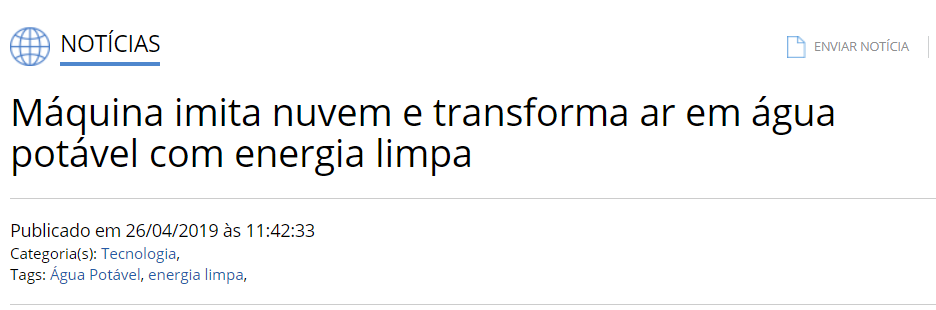 NOTÍCIAS
ENVIAR NOTÍCIA
Máquina imita nuvem e transforma ar em água
potável com energia limpa
Publicado em 26/04/2019 às 11:42:33
Categoria(s): Tecnologia,
Tags: Água Potável, energia limpa,